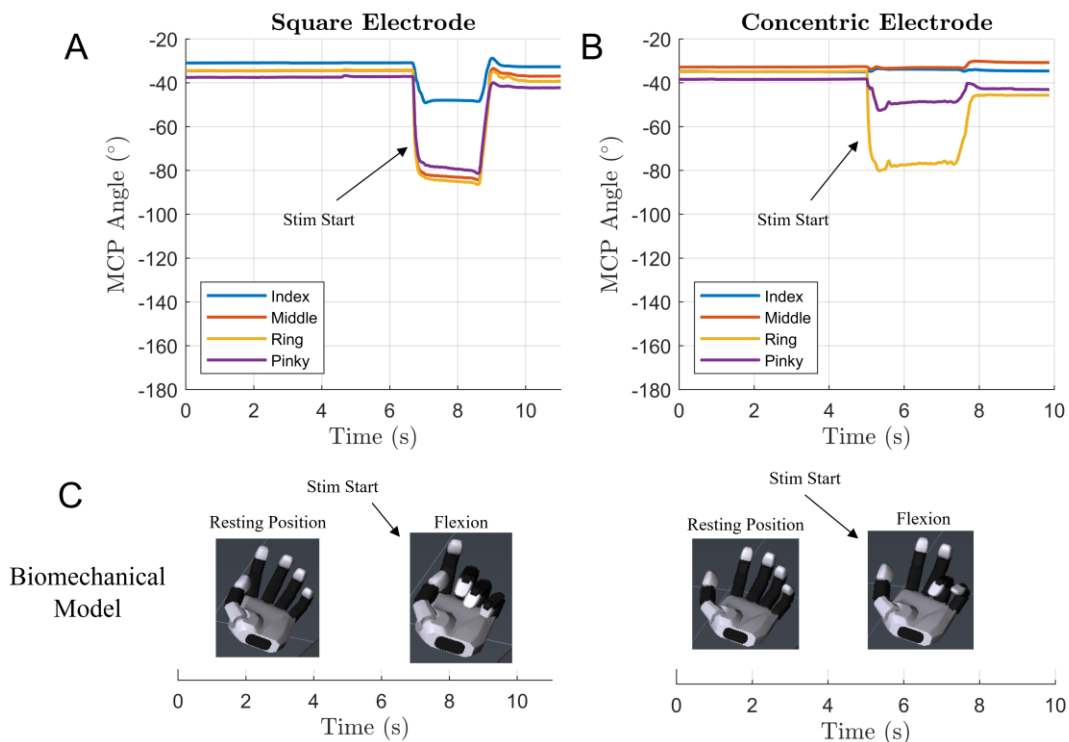 A
Square Electrode
-20
-40
-60
-80
-100
-120
-140
-160
-180
MCP Angle (°)
Stim Start
Index
Middle
Ring
Pinky
0 2 4 6 8 10
Time (s)
B
Concentric Electrode
-20
-40
-60
-80
-100
-120
-140
-160
-180
MCP Angle (°)
Stim Start
Index
Middle
Ring
Pinky
0 2 4 6 8 10
Time (s)
C
Biomechanical
Model
Stim Start
Resting Position Flexion
0 2 4 6 8 10
Time (s)
Stim Start
Resting Position Flexion
0 2 4 6 8 10
Time (s)